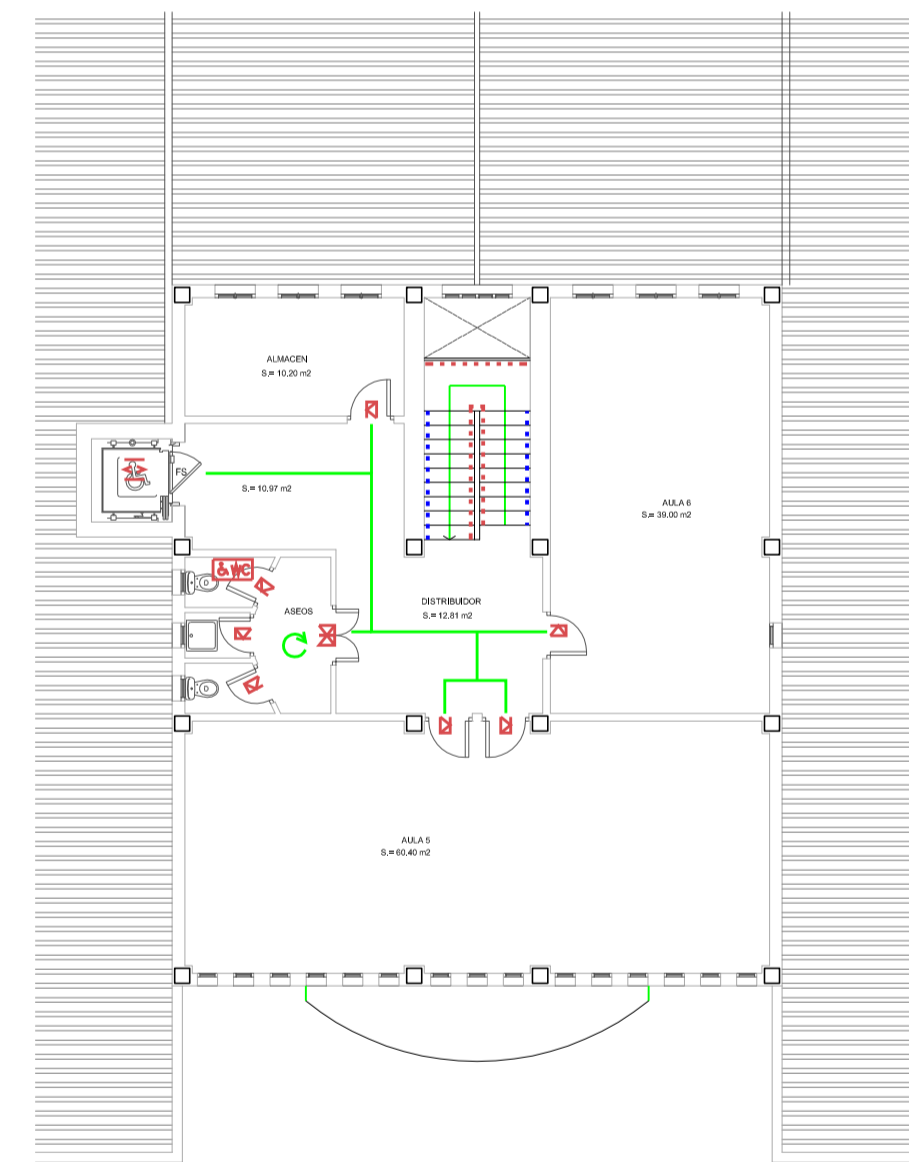 ALMACEN
S.= 10,20 m2
FS
S.= 10.97 m2
AULA 6
S.= 39.00 m2
WC
ASEOS
DISTRIBUIDOR
S.= 12.81 m2
AULA 5
S.= 60.40 m2